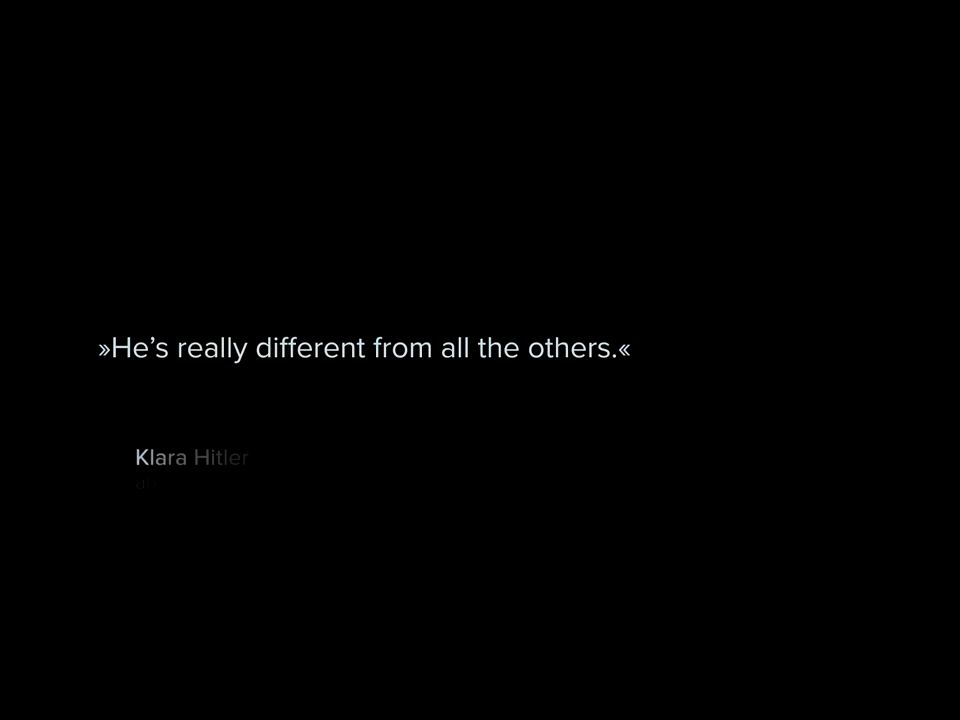 »He’s really different from all the others.«
Klara Hitler